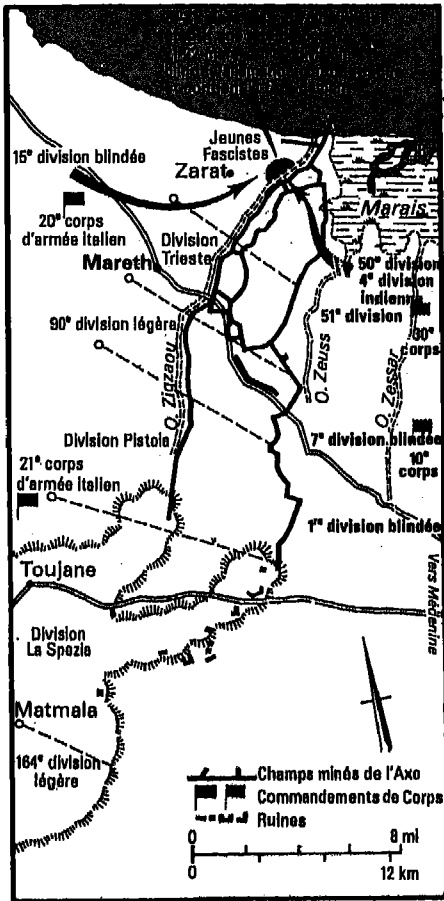 Jeunes
Fascistes
15e division blindée
Zarat
Marais
20e corps
d'armée italien
Division
Trieste
Mareth
50e division
4e division
indienne
51e division
30e
corps
90e division légère
O. Zigzaou
O. Zeuss
O. Zessar
Division Pistoia
7e division blindée
10e
corps
21e corps
d'armée italien
1re division blindée
Toujane
Vers Médenine
Division
La Spezia
Matmala
164e division
légère
Champs minés de l'Axe
Commandements de Corps
Ruines
0 8 ml
0 12 km